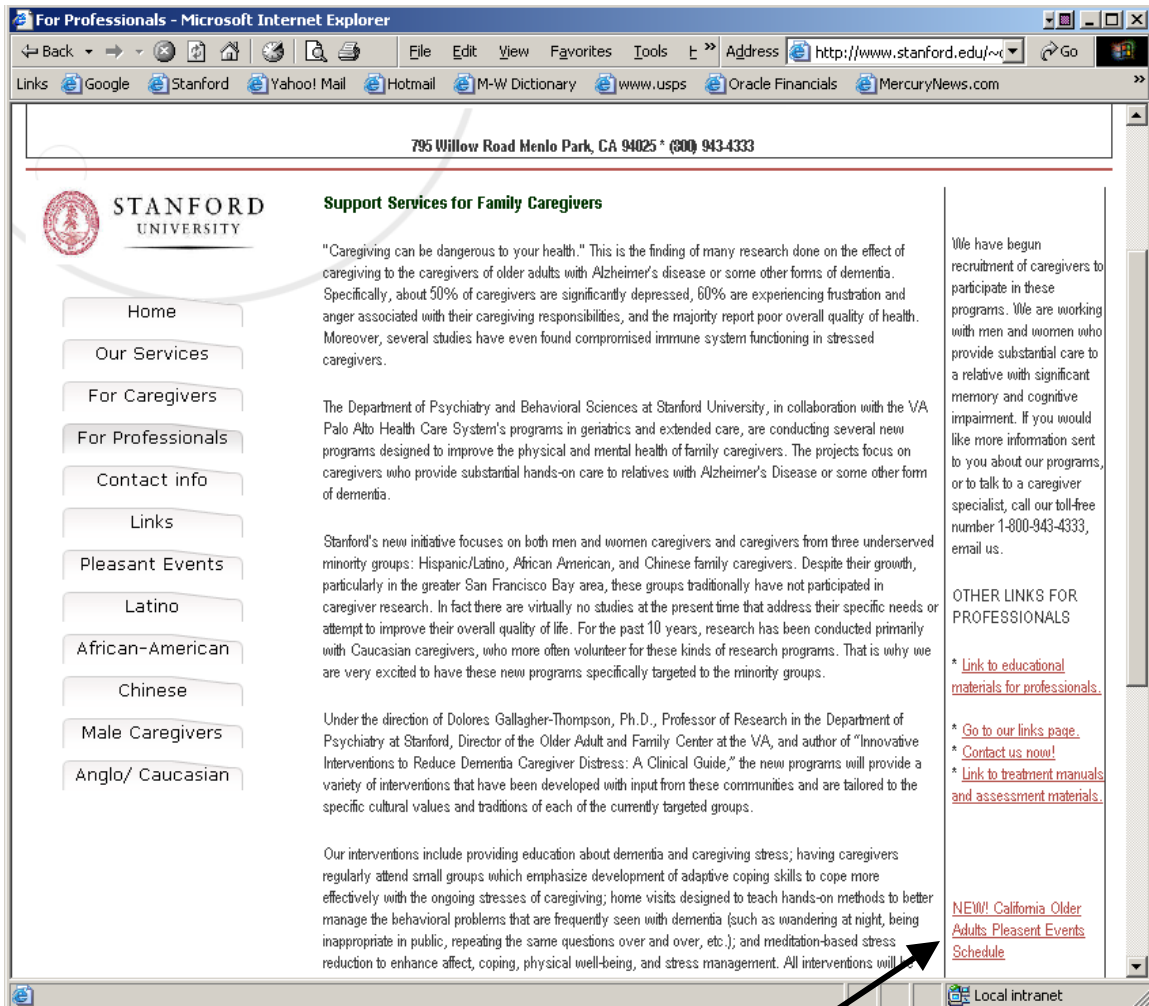 For Professionals - Microsoft Internet Explorer
Back File Edit View Favorites Tools Address http://www.stanford.edu/~ Go
Links Google Stanford Yahoo! Mail Hotmail M-W Dictionary www.usps Oracle Financials MercuryNews.com
795 Willow Road Menlo Park, CA 94025 * (800) 943-4333
STANFORD
UNIVERSITY
Home
Our Services
For Caregivers
For Professionals
Contact info
Links
Pleasant Events
Latino
African-American
Chinese
Male Caregivers
Anglo/ Caucasian
Support Services for Family Caregivers
"Caregiving can be dangerous to your health." This is the finding of many research done on the effect of
caregiving to the caregivers of older adults with Alzheimer's disease or some other forms of dementia.
Specifically, about 50% of caregivers are significantly depressed, 60% are experiencing frustration and
anger associated with their caregiving responsibilities, and the majority report poor overall quality of health.
Moreover, several studies have even found compromised immune system functioning in stressed
caregivers.
The Department of Psychiatry and Behavioral Sciences at Stanford University, in collaboration with the VA
Palo Alto Health Care System's programs in geriatrics and extended care, are conducting several new
programs designed to improve the physical and mental health of family caregivers. The projects focus on
caregivers who provide substantial hands-on care to relatives with Alzheimer's Disease or some other form
of dementia.
Stanford's new initiative focuses on both men and women caregivers and caregivers from three underserved
minority groups: Hispanic/Latino, African American, and Chinese family caregivers. Despite their growth,
particularly in the greater San Francisco Bay area, these groups traditionally have not participated in
caregiver research. In fact there are virtually no studies at the present time that address their specific needs or
attempt to improve their overall quality of life. For the past 10 years, research has been conducted primarily
with Caucasian caregivers, who more often volunteer for these kinds of research programs. That is why we
are very excited to have these new programs specifically targeted to the minority groups.
Under the direction of Dolores Gallagher-Thompson, Ph.D., Professor of Research in the Department of
Psychiatry at Stanford, Director of the Older Adult and Family Center at the VA, and author of "Innovative
Interventions to Reduce Dementia Caregiver Distress: A Clinical Guide," the new programs will provide a
variety of interventions that have been developed with input from these communities and are tailored to the
specific cultural values and traditions of each of the currently targeted groups.
Our interventions include providing education about dementia and caregiving stress; having caregivers
regularly attend small groups which emphasize development of adaptive coping skills to cope more
effectively with the ongoing stresses of caregiving; home visits designed to teach hands-on methods to better
manage the behavioral problems that are frequently seen with dementia (such as wandering at night, being
inappropriate in public, repeating the same questions over and over, etc.); and meditation-based stress
reduction to enhance affect, coping, physical well-being, and stress management. All interventions will
We have begun
recruitment of caregivers to
participate in these
programs. We are working
with men and women who
provide substantial care to
a relative with significant
memory and cognitive
impairment. If you would
like more information sent
to you about our programs,
or to talk to a caregiver
specialist, call our toll-free
number 1-800-943-4333,
email us.
OTHER LINKS FOR
PROFESSIONALS
* Link to educational
materials for professionals.
* Go to our links page.
* Contact us now!
* Link to treatment manuals
and assessment materials.
NEW! California Older
Adults Pleasent Events
Schedule
Local intranet